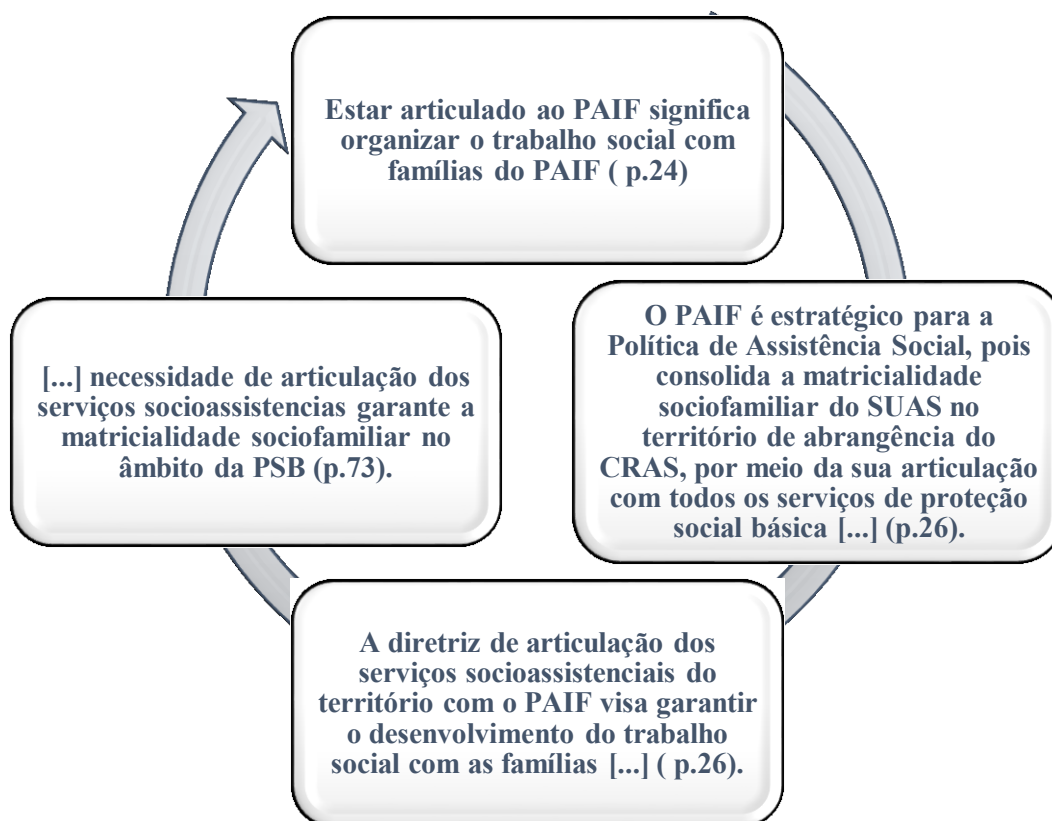 Estar articulado ao PAIF significa
organizar o trabalho social com
famílias do PAIF ( p.24)
O PAIF é estratégico para a
Política de Assistência Social, pois
consolida a matricialidade
sociofamiliar do SUAS no
território de abrangência do
CRAS, por meio da sua articulação
com todos os serviços de proteção
social básica [...] (p.26).
A diretriz de articulação dos
serviços socioassistenciais do
território com o PAIF visa garantir
o desenvolvimento do trabalho
social com as famílias [...] ( p.26).
[...] necessidade de articulação dos
serviços socioassistencias garante a
matricialidade sociofamiliar no
âmbito da PSB (p.73).